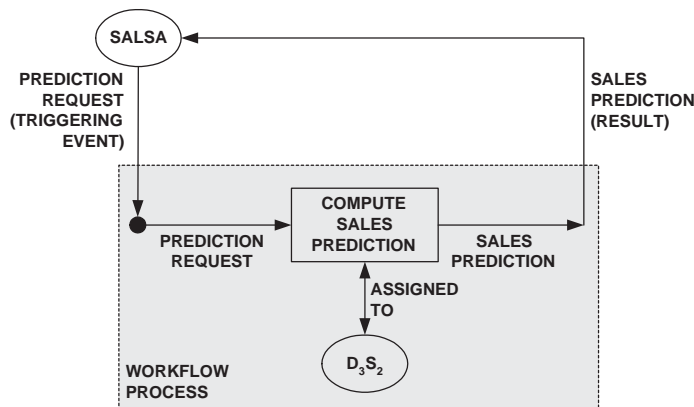 SALSA
PREDICTION
REQUEST
(TRIGGERING
EVENT)
SALES
PREDICTION
(RESULT)
COMPUTE
SALES
PREDICTION
PREDICTION
REQUEST
SALES
PREDICTION
ASSIGNED
TO
D₃S₂
WORKFLOW
PROCESS